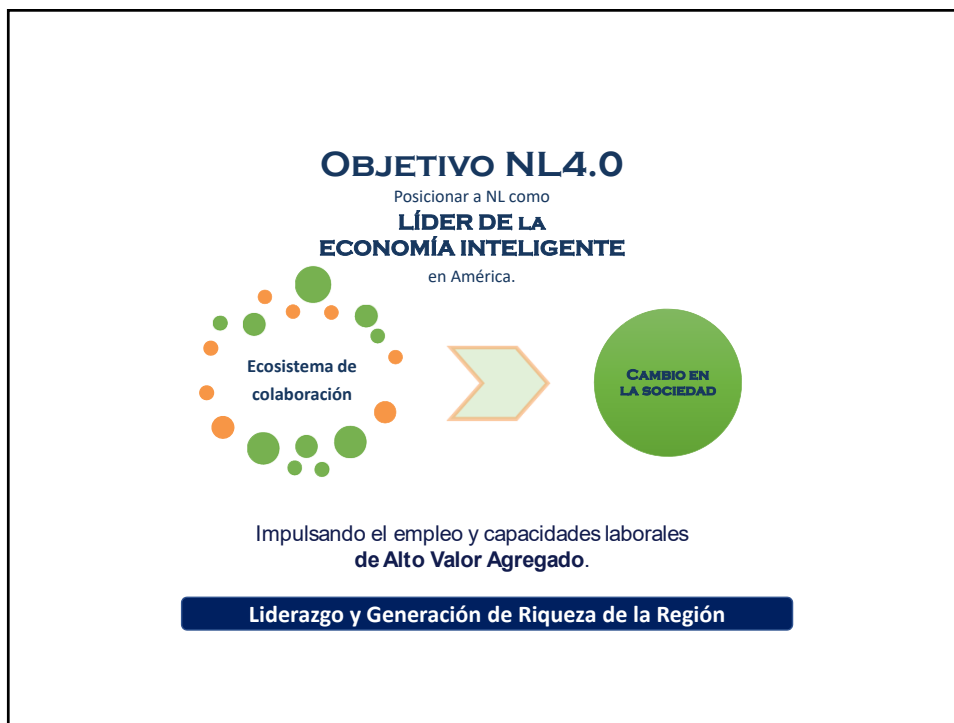 OBJETIVO NL4.0
Posicionar a NL como
LÍDER DE LA
ECONOMÍA INTELIGENTE
en América.
Ecosistema de
colaboración
CAMBIO EN
LA SOCIEDAD
Impulsando el empleo y capacidades laborales
de Alto Valor Agregado.
Liderazgo y Generación de Riqueza de la Región